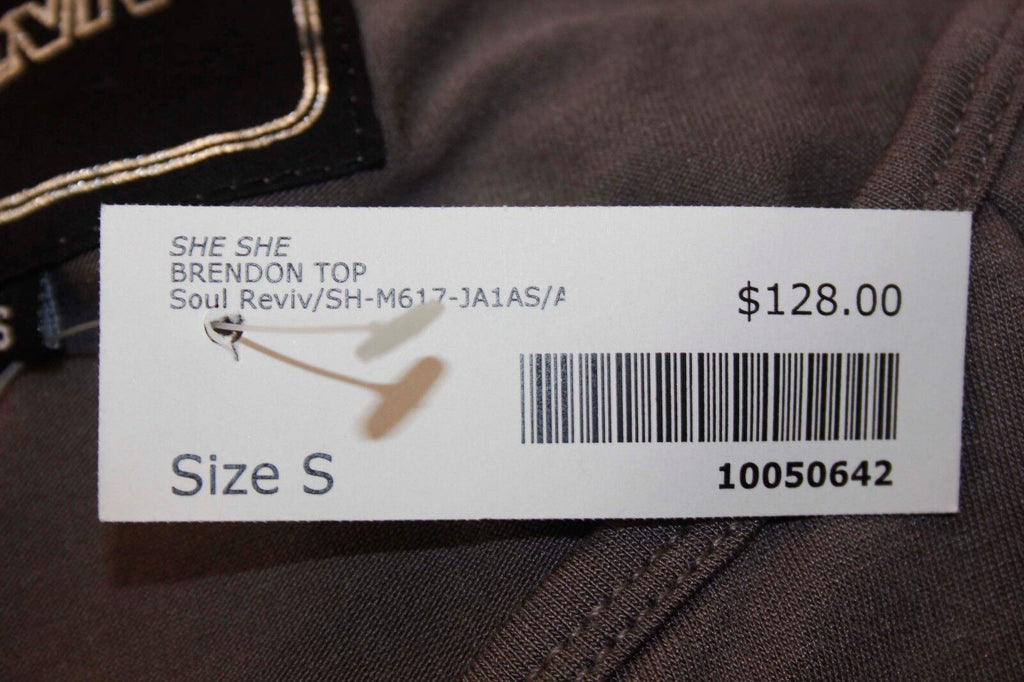 SHE SHE
BRENDON TOP
Soul Reviv/SH-M617-JA1AS/A
$128.00
10050642
Size S
S